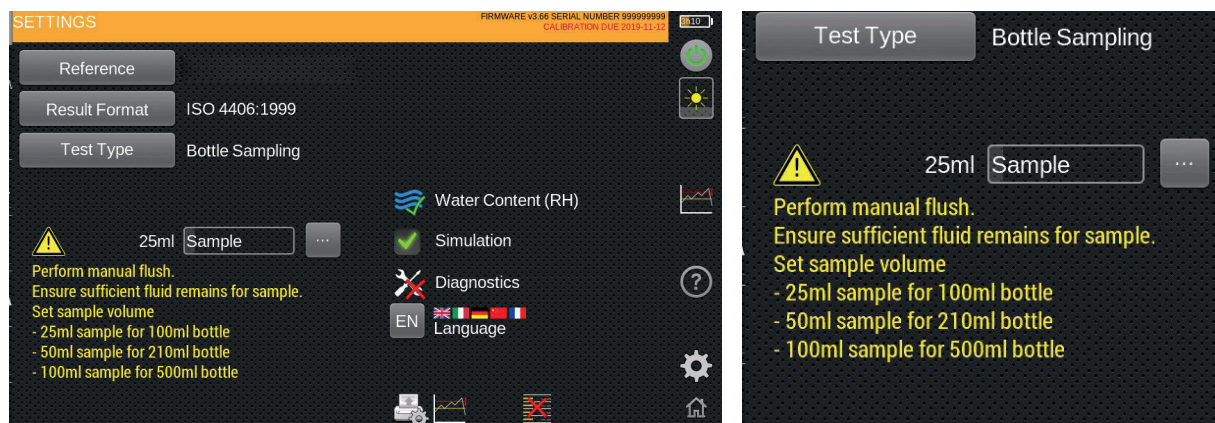 SETTINGS
FIRMWARE v3.66 SERIAL NUMBER 999999999
CALIBRATION DUE 2019-11-12
3h10
Reference
Result Format ISO 4406:1999
Test Type Bottle Sampling
Water Content (RH)
25ml Sample ...
Simulation
Perform manual flush.
Ensure sufficient fluid remains for sample.
Set sample volume
- 25ml sample for 100ml bottle
- 50ml sample for 210ml bottle
- 100ml sample for 500ml bottle
Diagnostics
EN Language
?
Test Type Bottle Sampling
25ml Sample ...
Perform manual flush.
Ensure sufficient fluid remains for sample.
Set sample volume
- 25ml sample for 100ml bottle
- 50ml sample for 210ml bottle
- 100ml sample for 500ml bottle